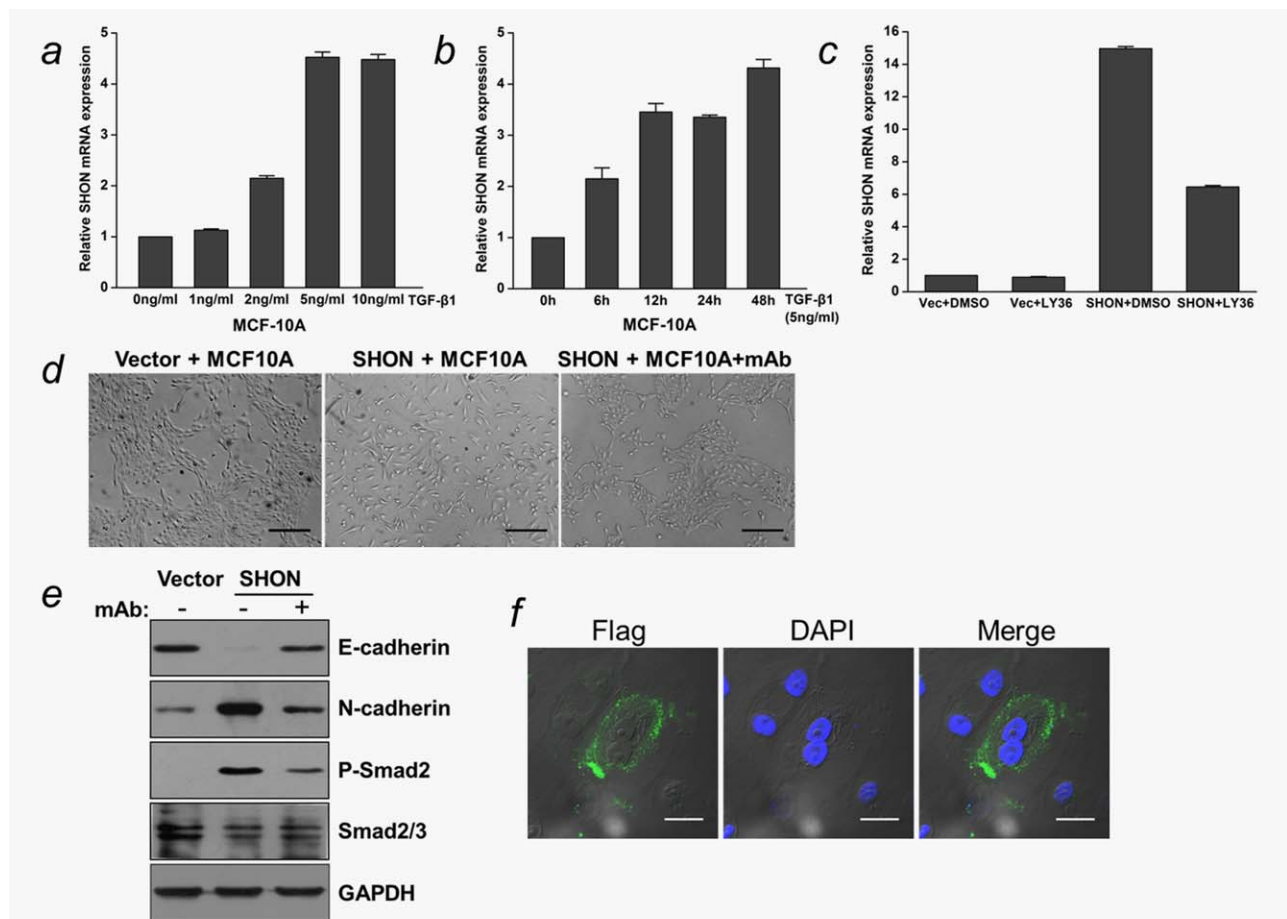 a
Relative SHON mRNA expression
5
4
3
2
1
0
0ng/ml 1ng/ml 2ng/ml 5ng/ml 10ng/ml TGF-β1
MCF-10A
b
Relative SHON mRNA expression
5
4
3
2
1
0
0h 6h 12h 24h 48h TGF-β1
(5ng/ml)
MCF-10A
c
Relative SHON mRNA expression
16
14
12
10
8
6
4
2
0
Vec+DMSO Vec+LY36 SHON+DMSO SHON+LY36
d
Vector + MCF10A SHON + MCF10A SHON + MCF10A+mAb
e
Vector SHON
mAb: - - +
E-cadherin
N-cadherin
P-Smad2
Smad2/3
GAPDH
f
Flag DAPI Merge